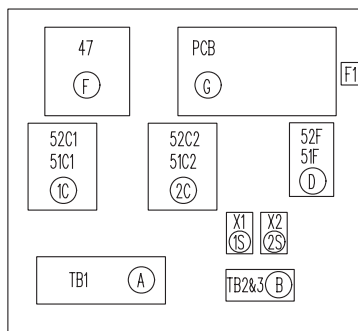 47
F
PCB
G
F1
52C1
51C1
1C
52C2
51C2
2C
52F
51F
D
X1
1S
X2
2S
TB1 A
TB2&3 B